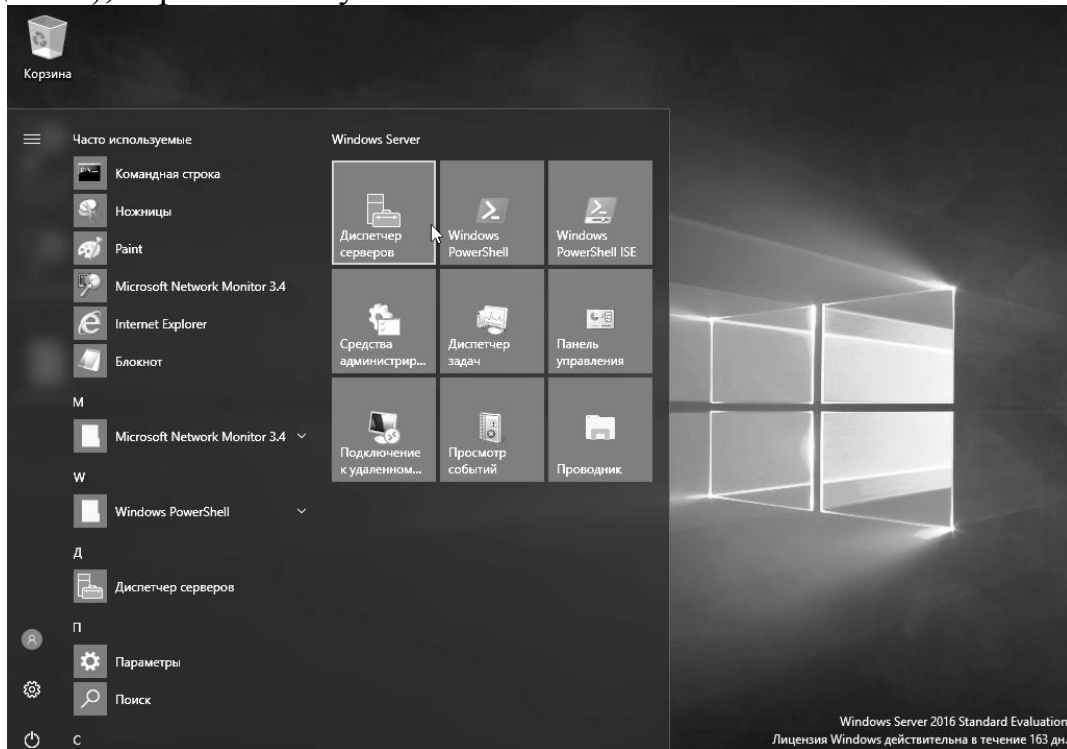 Корзина
Часто используемые
Командная строка
Ножницы
Paint
Microsoft Network Monitor 3.4
Internet Explorer
Блокнот
M
Microsoft Network Monitor 3.4
W
Windows PowerShell
Д
Диспетчер серверов
П
Параметры
Поиск
С
Windows Server
Диспетчер
серверов
Windows
PowerShell
Windows
PowerShell ISE
Средства
администрир...
Диспетчер
задач
Панель
управления
Подключение
к удаленном...
Просмотр
событий
Проводник
Windows Server 2016 Standard Evaluation
Лицензия Windows действительна в течение 163 дн.